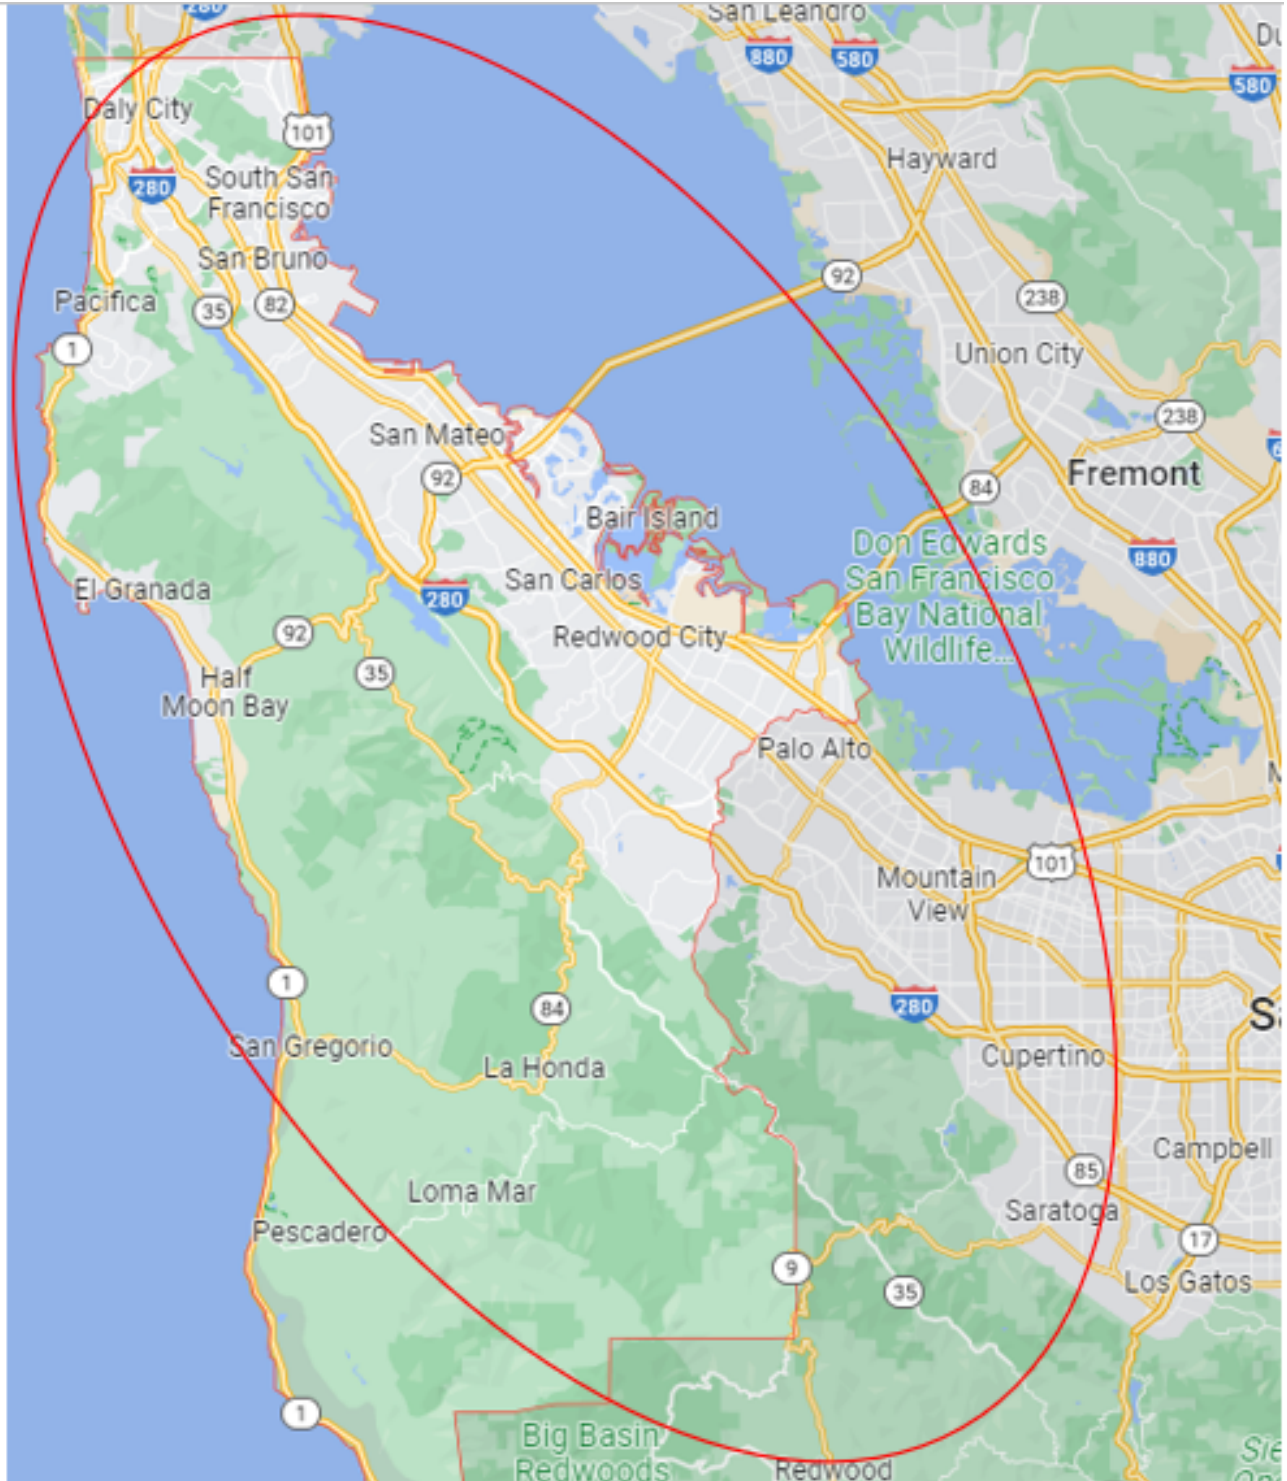 280
San Leandro
880
580
580
Daly City
101
Hayward
280
South San
Francisco
San Bruno
92
238
Pacifica
35
82
1
Union City
238
San Mateo
92
Fremont
84
Bair Island
Don Edwards
San Francisco
Bay National
Wildlife...
880
San Carlos
El Granada
280
92
Redwood City
35
Half
Moon Bay
Palo Alto
101
Mountain
View
1
84
280
San Gregorio
La Honda
Cupertino
Campbell
85
Loma Mar
Saratoga
Pescadero
17
9
Los Gatos
35
1
Big Basin
Redwoods
Redwood